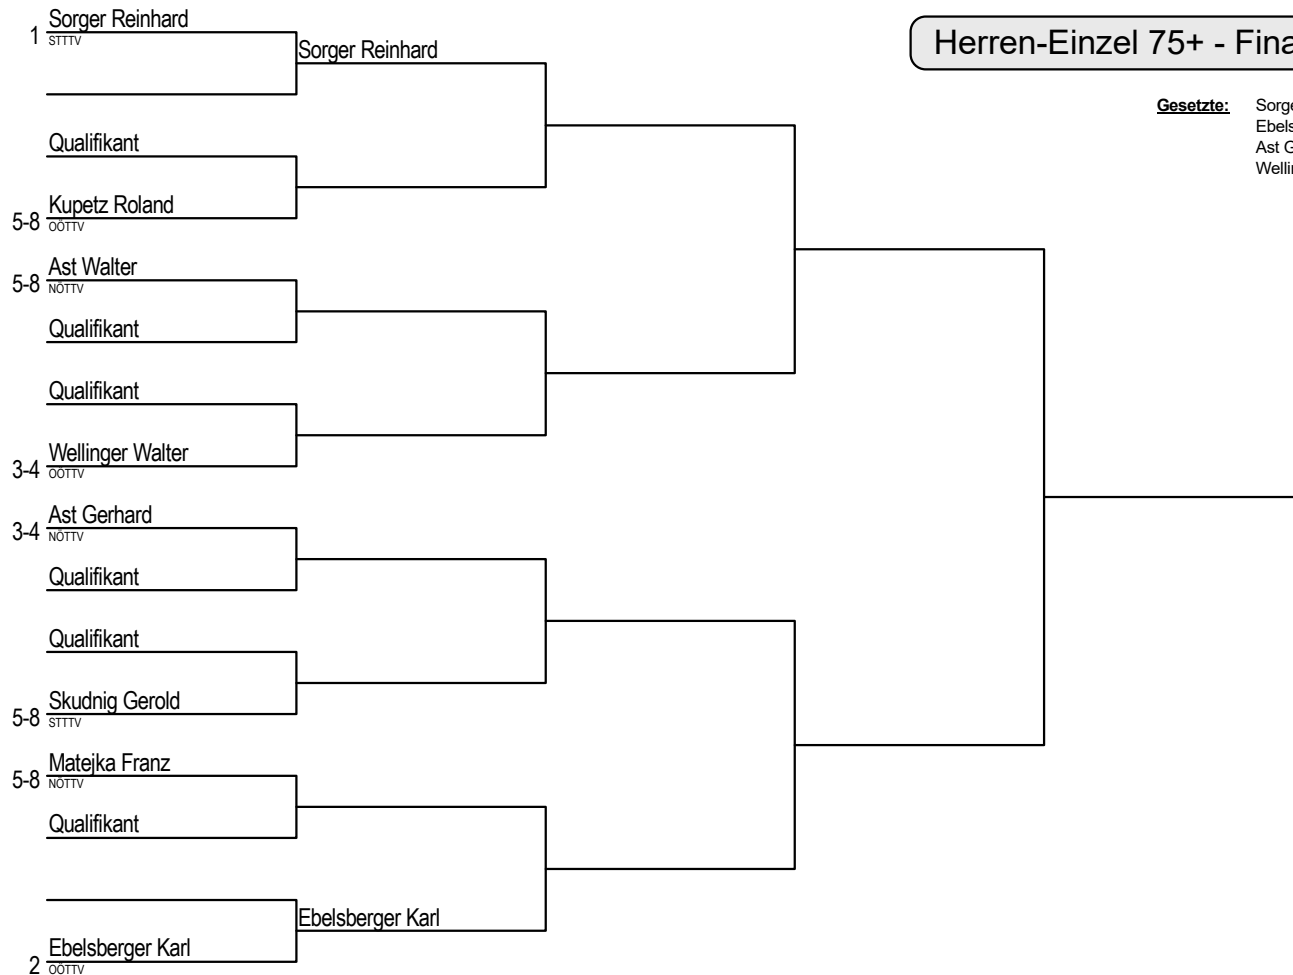 Herren-Einzel 75+ - Fina
Gesetzte: Sorge
Ebels
Ast G
Wellin
1 Sorger Reinhard
STTTV
Sorger Reinhard
Qualifikant
5-8 Kupetz Roland
OÖTTV
5-8 Ast Walter
NÖTTV
Qualifikant
Qualifikant
3-4 Wellinger Walter
OÖTTV
3-4 Ast Gerhard
NÖTTV
Qualifikant
Qualifikant
5-8 Skudnig Gerold
STTTV
5-8 Matejka Franz
NÖTTV
Qualifikant
Ebelsberger Karl
2 Ebelsberger Karl
OÖTTV